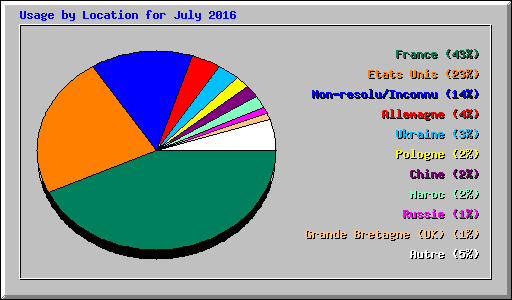 Usage by Location for July 2016
France (43%)
Etats Unis (23%)
Non-resolu/Inconnu (14%)
Allemagne (4%)
Ukraine (3%)
Pologne (2%)
Chine (2%)
Maroc (2%)
Russie (1%)
Grande Bretagne (UK) (1%)
Autre (5%)